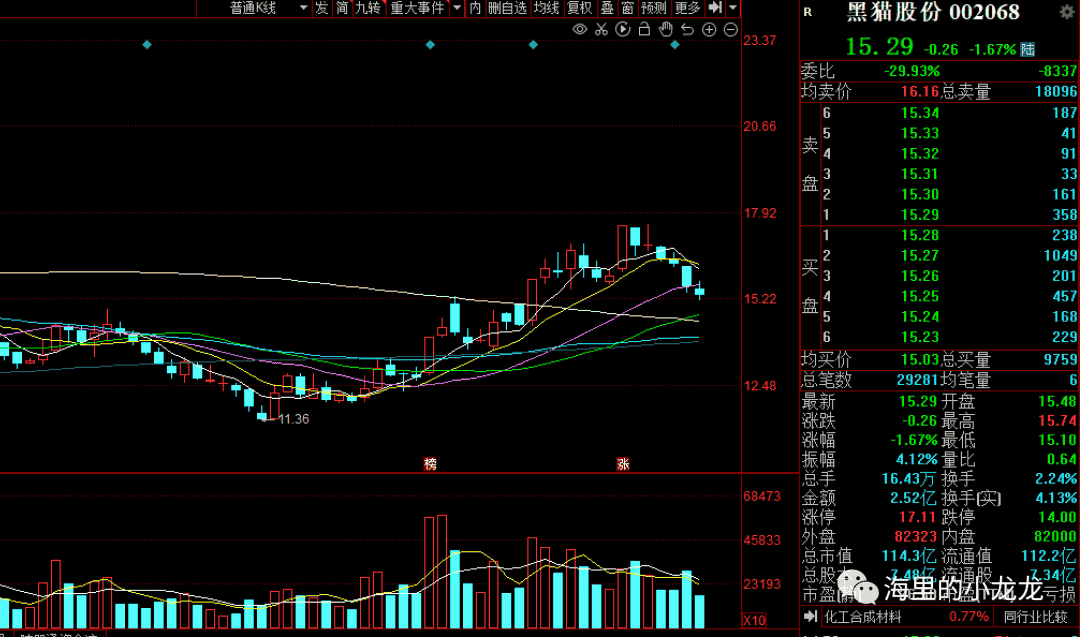 普通K线 发 简 九转 重大事件 内 删自选 均线 复权 叠 窗 预测 更多
R 黑猫股份 002068
15.29 -0.26 -1.67% 陆
23.37
20.66
17.92
15.22
12.48
11.36
榜 涨
68473
45833
23193
X10
委比 -29.93% -8337
均卖价 16.16 总卖量 18096
卖盘
6 15.34 187
5 15.33 41
4 15.32 91
3 15.31 33
2 15.30 161
1 15.29 358
买盘
1 15.28 238
2 15.27 1049
3 15.26 201
4 15.25 457
5 15.24 168
6 15.23 229
均买价 15.03 总买量 9759
总笔数 29281 均笔量 6
最新 15.29 开盘 15.48
涨跌 -0.26 最高 15.74
涨幅 -1.67% 最低 15.10
振幅 4.12% 量比 0.64
总手 16.43万 换手 2.24%
金额 2.52亿 换手(实) 4.13%
涨停 17.11 跌停 14.00
外盘 82323 内盘 82000
总市值 114.3亿 流通值 112.2亿
总股 7.48亿 流通股 7.34亿
市盈 亏损
海里的小龙龙
化工合成材料 0.77% 同行业比较